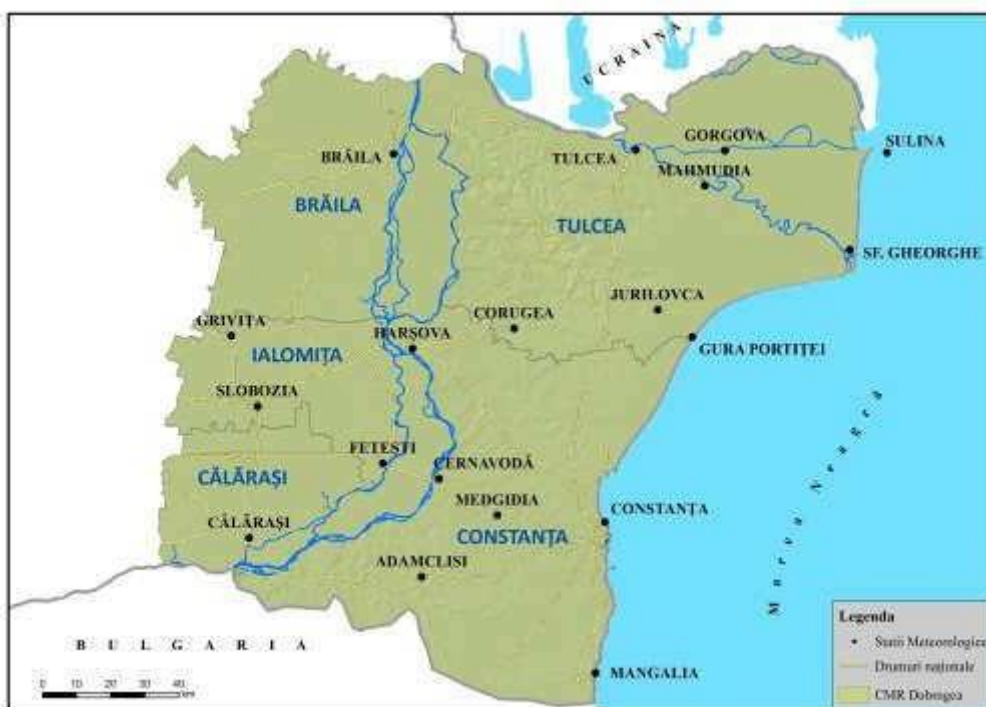 UCRAINA
GORGOVA
BRĂILA
TULCEA
SULINA
MAHMUDIA
BRĂILA
TULCEA
SF. GHEORGHE
JURILOVCA
CORUGEA
GRIVIȚA
HARȘOVA
GURA PORTIȚEI
IALOMIȚA
SLOBOZIA
FETEȘTI
CĂLĂRAȘI
CERNAVODĂ
MEDGIDIA
CONSTANȚA
CĂLĂRAȘI
CONSTANȚA
ADAMCLISI
Marea Neagră
Legenda
Statii Meteorologice
BULGARIA
Drumuri naționale
MANGALIA
0 10 20 30 40
km
CMR Dobrogea